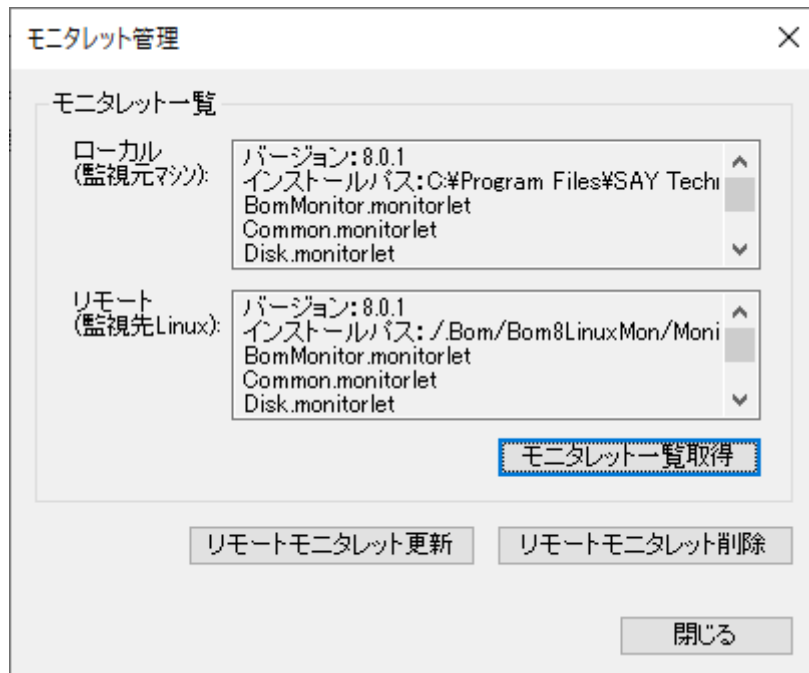 モニタレット管理
モニタレット一覧
ローカル
(監視元マシン):
バージョン: 8.0.1
インストールパス: C:¥Program Files¥SAY
BomMonitor.monitorlet
Common.monitorlet
Disk.monitorlet
リモート
(監視先Linux):
バージョン: 8.0.1
インストールパス: ./.Bom/Bom8LinuxMon/Moni
BomMonitor.monitorlet
Common.monitorlet
Disk.monitorlet
モニタレット一覧取得
リモートモニタレット更新
リモートモニタレット削除
閉じる